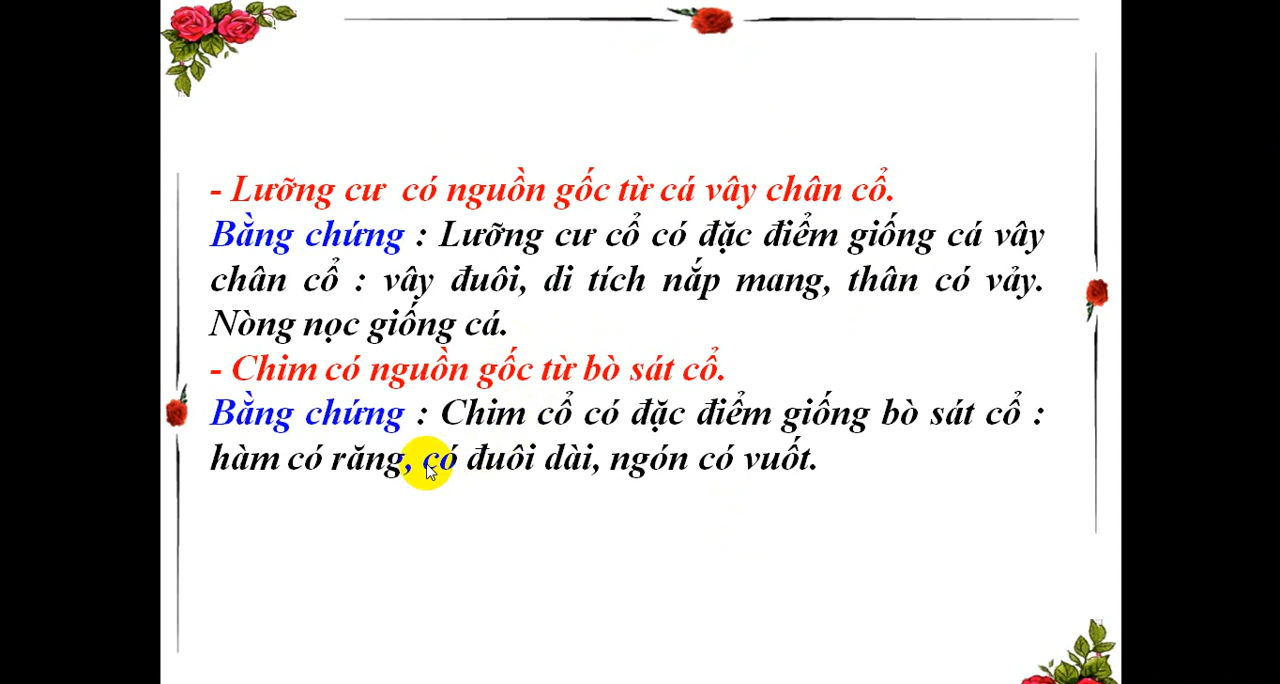 - Lưỡng cư có nguồn gốc từ cá vây chân cổ.
Bằng chứng : Lưỡng cư cổ có đặc điểm giống cá vây
chân cổ : vây đuôi, di tích nắp mang, thân có vảy.
Nòng nọc giống cá.
- Chim có nguồn gốc từ bò sát cổ.
Bằng chứng : Chim cổ có đặc điểm giống bò sát cổ :
hàm có răng, có đuôi dài, ngón có vuốt.